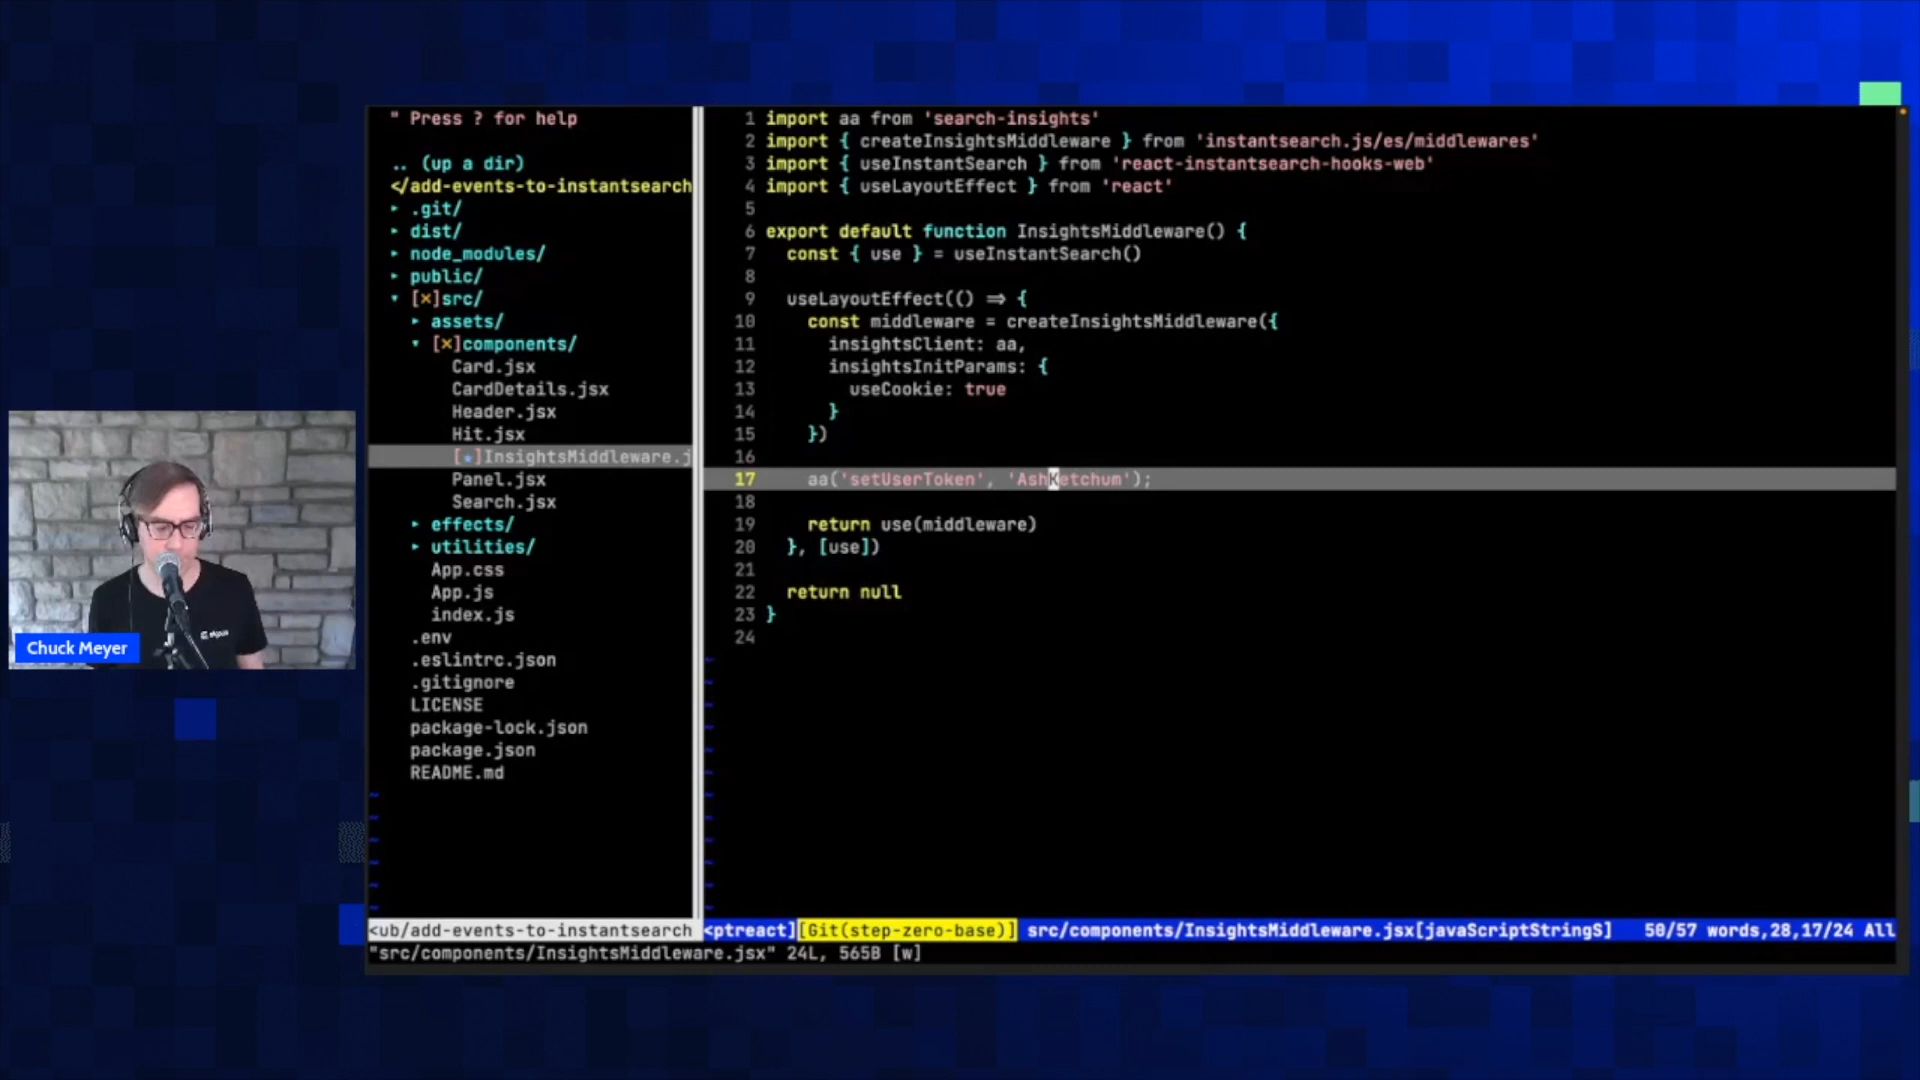 " Press ? for help
.. (up a dir)
</add-events-to-instantsearch
▸ .git/
▸ dist/
▸ node_modules/
▸ public/
▾ [✗]src/
▸ assets/
▾ [✗]components/
Card.jsx
CardDetails.jsx
Header.jsx
Hit.jsx
[★]InsightsMiddleware.j
Panel.jsx
Search.jsx
▸ effects/
▸ utilities/
App.css
App.js
index.js
.env
.eslintrc.json
.gitignore
LICENSE
package-lock.json
package.json
README.md
<ub/add-events-to-instantsearch
1 import aa from 'search-insights'
2 import { createInsightsMiddleware } from 'instantsearch.js/es/middlewares'
3 import { useInstantSearch } from 'react-instantsearch-hooks-web'
4 import { useLayoutEffect } from 'react'
5
6 export default function InsightsMiddleware() {
7 const { use } = useInstantSearch()
8
9 useLayoutEffect(() => {
10 const middleware = createInsightsMiddleware({
11 insightsClient: aa,
12 insightsInitParams: {
13 useCookie: true
14 }
15 })
16
17 aa('setUserToken', 'AshKetchum');
18
19 return use(middleware)
20 }, [use])
21
22 return null
23 }
24
<ptreact][Git(step-zero-base)] src/components/InsightsMiddleware.jsx[javaScriptStringS] 50/57 words,28,17/24 All
"src/components/InsightsMiddleware.jsx" 24L, 565B [w]
Chuck Meyer
algolia